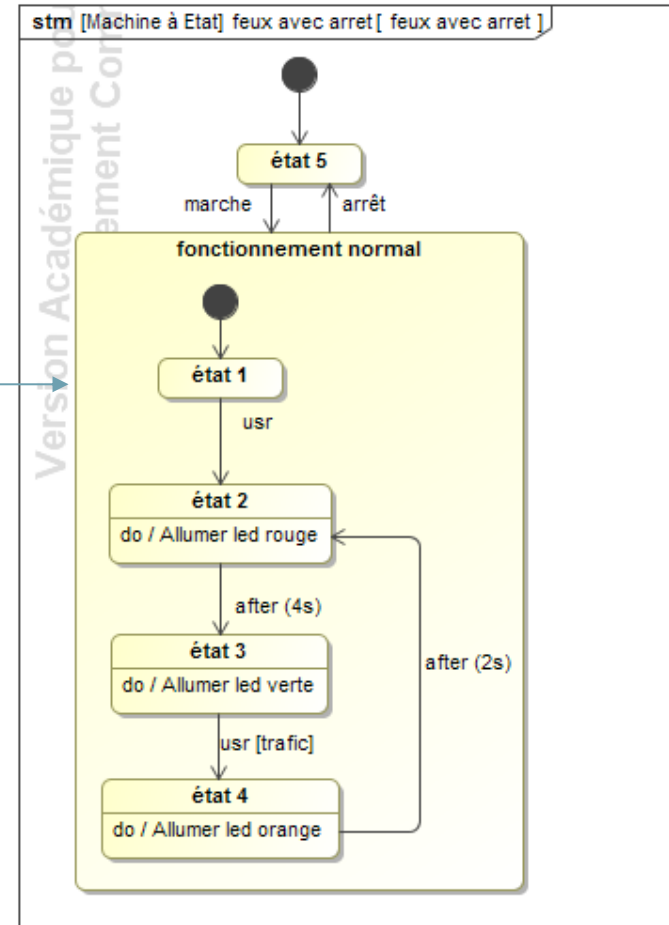 stm [Machine à Etat] feux avec arret [ feux avec arret ]
Version Académique pou
ement Com
état 5
marche
arrêt
fonctionnement normal
état 1
usr
état 2
do / Allumer led rouge
after (4s)
état 3
do / Allumer led verte
after (2s)
usr [trafic]
état 4
do / Allumer led orange